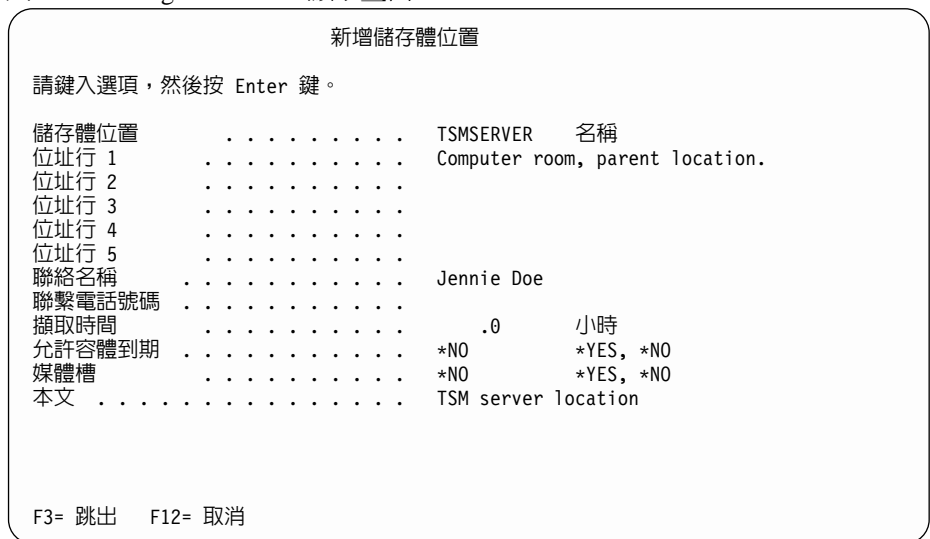 新增儲存體位置
請鍵入選項，然後按 Enter 鍵。
儲存體位置 . . . . . . . . . TSMSERVER 名稱
位址行 1 . . . . . . . . . . Computer room, parent location.
位址行 2 . . . . . . . . . .
位址行 3 . . . . . . . . . .
位址行 4 . . . . . . . . . .
位址行 5 . . . . . . . . . .
聯絡名稱 . . . . . . . . . . . Jennie Doe
聯繫電話號碼 . . . . . . . . . . .
擷取時間 . . . . . . . . . . .0 小時
允許容體到期 . . . . . . . . . . . *NO *YES, *NO
媒體槽 . . . . . . . . . . *NO *YES, *NO
本文 . . . . . . . . . . . . . . . TSM server location
F3= 跳出 F12= 取消